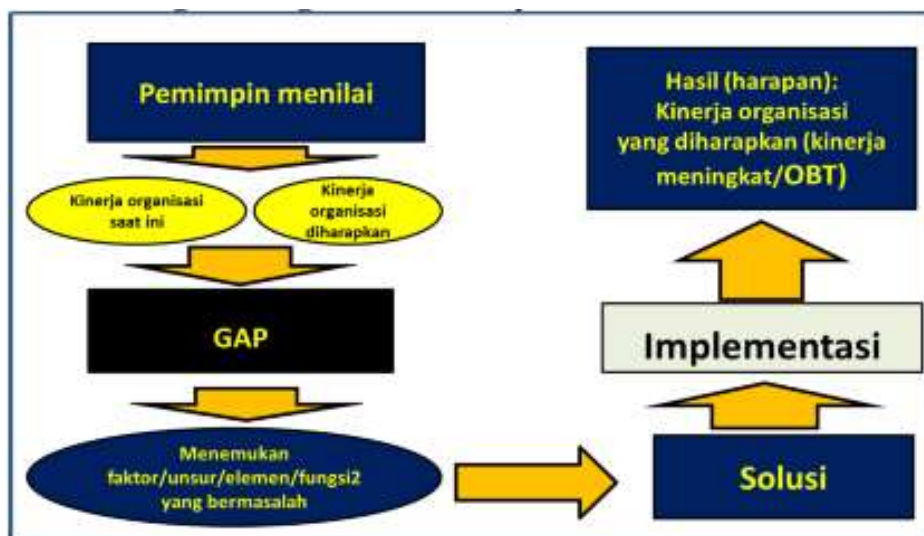 Pemimpin menilai
Kinerja organisasi
saat ini
Kinerja
organisasi
diharapkan
GAP
Menemukan
faktor/unsur/elemen/fungsi2
yang bermasalah
Solusi
Implementasi
Hasil (harapan):
Kinerja organisasi
yang diharapkan (kinerja
meningkat/OBT)